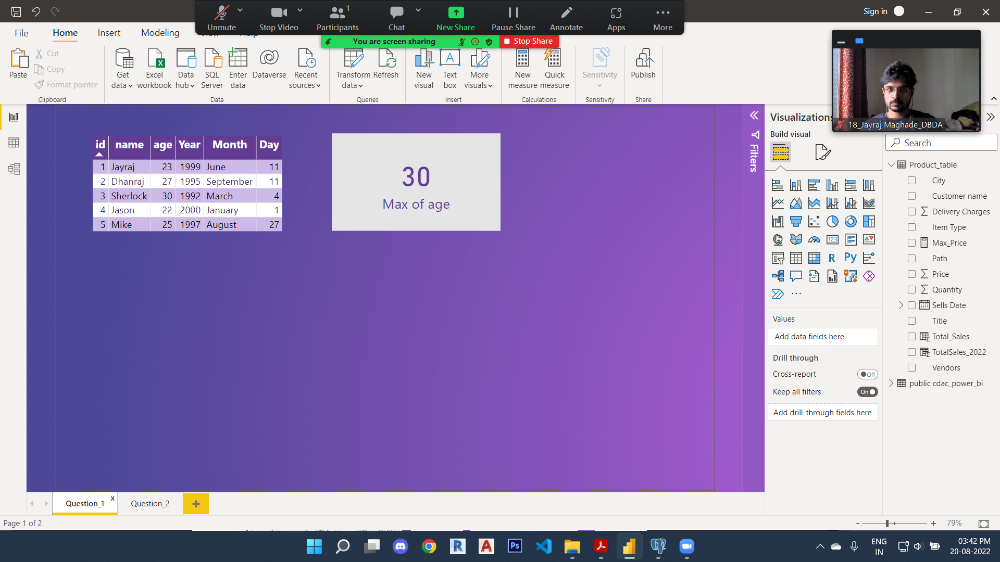 Unmute
Stop Video
Participants
1
Chat
New Share
Pause Share
Annotate
Apps
More
Sign in
You are screen sharing
Stop Share
File
Home
Insert
Modeling
View
Help
Paste
Cut
Copy
Format painter
Clipboard
Get data
Excel workbook
Data hub
SQL Server
Enter data
Dataverse
Recent sources
Data
Transform data
Refresh
Queries
New visual
Text box
More visuals
Insert
New measure
Quick measure
Calculations
Sensitivity
Sensitivity
Publish
Share
18_Jayraj Maghade_DBDA
id name age Year Month Day
1 Jayraj 23 1999 June 11
2 Dhanraj 27 1995 September 11
3 Sherlock 30 1992 March 4
4 Jason 22 2000 January 1
5 Mike 25 1997 August 27
30
Max of age
Filters
Visualizations
Build visual
123
R
Py
Values
Add data fields here
Drill through
Cross-report
Off
Keep all filters
On
Add drill-through fields here
Search
Product_table
City
Customer name
Delivery Charges
Item Type
Max_Price
Path
Price
Quantity
Sells Date
Title
Total_Sales
TotalSales_2022
Vendors
public cdac_power_bi
Question_1
x
Question_2
+
Page 1 of 2
- + 79%
R
A
Ps
ENG
IN
03:42 PM
20-08-2022